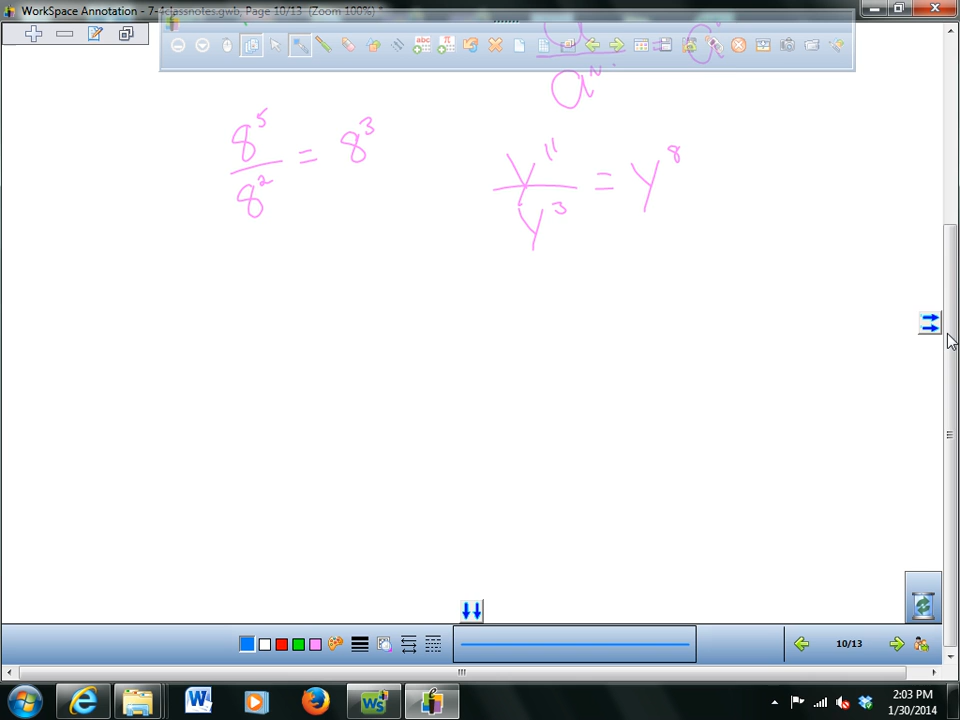 WorkSpace Annotation - 7-4classnotes.gwb, Page 10/13 (Zoom 100%) *
8^5/8^2 = 8^3
y^11/y^3 = y^8
10/13
2:03 PM
1/30/2014